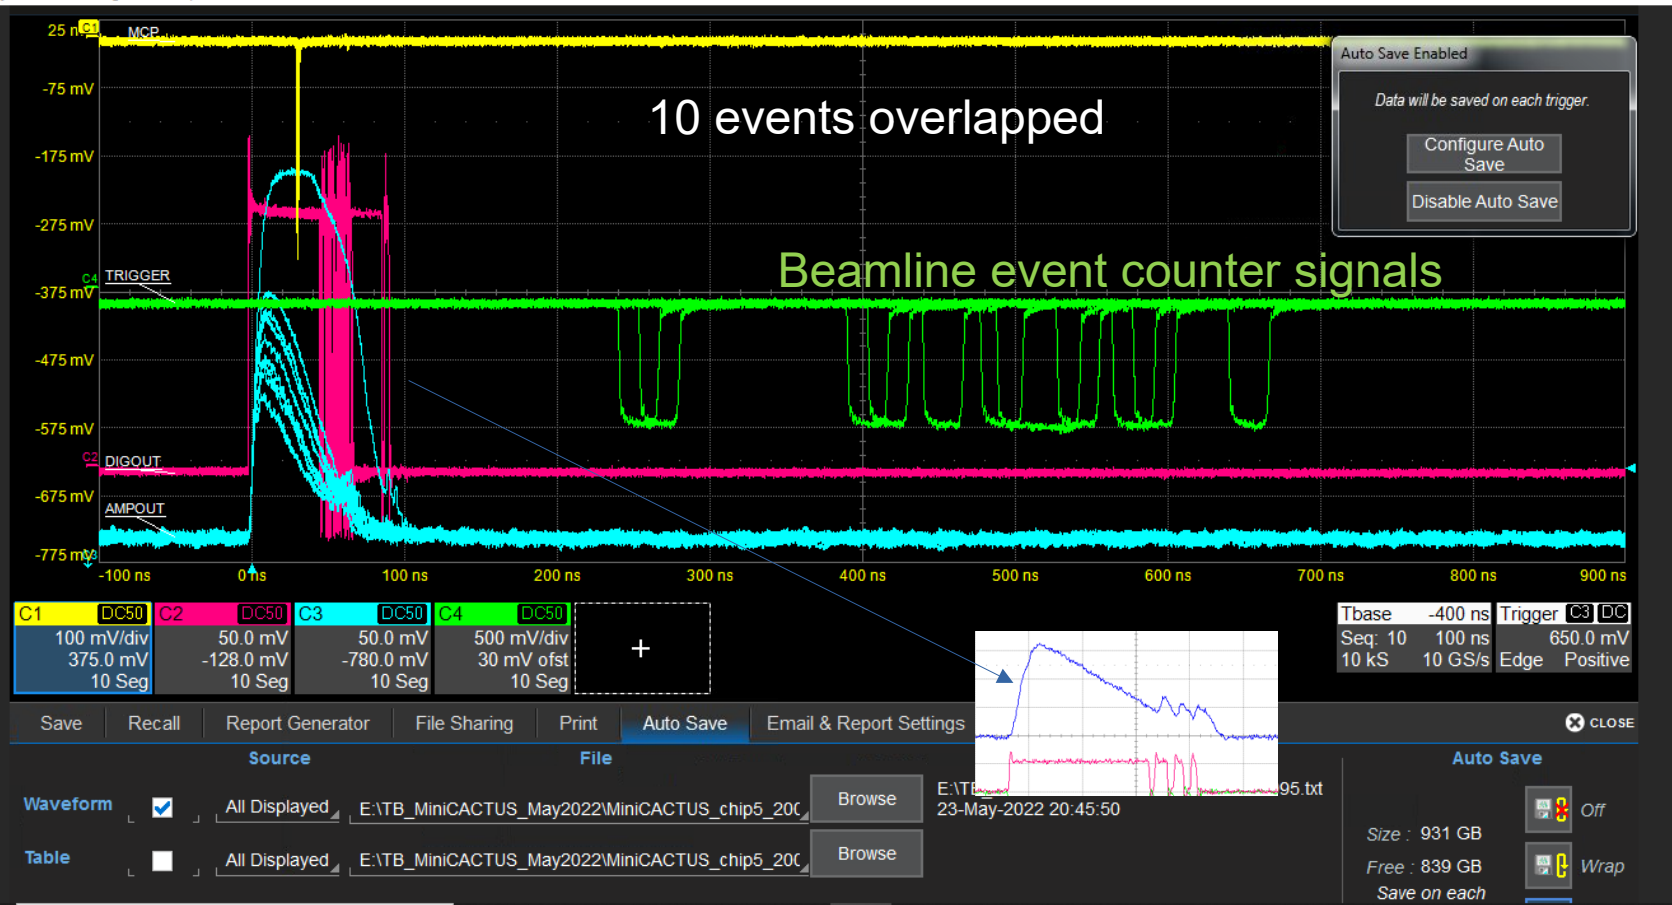 25 m
C1
MCP
-75 mV
-175 mV
-275 mV
C4
TRIGGER
-375 mV
-475 mV
-575 mV
C2
DIGOUT
-675 mV
AMPOUT
-775 mV
C3
10 events overlapped
Beamline event counter signals
Auto Save Enabled
Data will be saved on each trigger.
Configure Auto
Save
Disable Auto Save
-100 ns
0 ns
100 ns
200 ns
300 ns
400 ns
500 ns
600 ns
700 ns
800 ns
900 ns
C1 DC50
100 mV/div
375.0 mV
10 Seg
C2 DC50
50.0 mV
-128.0 mV
10 Seg
C3 DC50
50.0 mV
-780.0 mV
10 Seg
C4 DC50
500 mV/div
30 mV ofst
10 Seg
+
Tbase -400 ns
Seq: 10 100 ns
10 kS 10 GS/s
Trigger C3 DC
650.0 mV
Edge Positive
Save
Recall
Report Generator
File Sharing
Print
Auto Save
Email & Report Settings
CLOSE
Source
File
Auto Save
Waveform
All Displayed
E:\TB_MiniCACTUS_May2022\MiniCACTUS_chip5_200
Browse
95.txt
23-May-2022 20:45:50
Off
Size : 931 GB
Table
All Displayed
E:\TB_MiniCACTUS_May2022\MiniCACTUS_chip5_200
Browse
Free : 839 GB
Wrap
Save on each